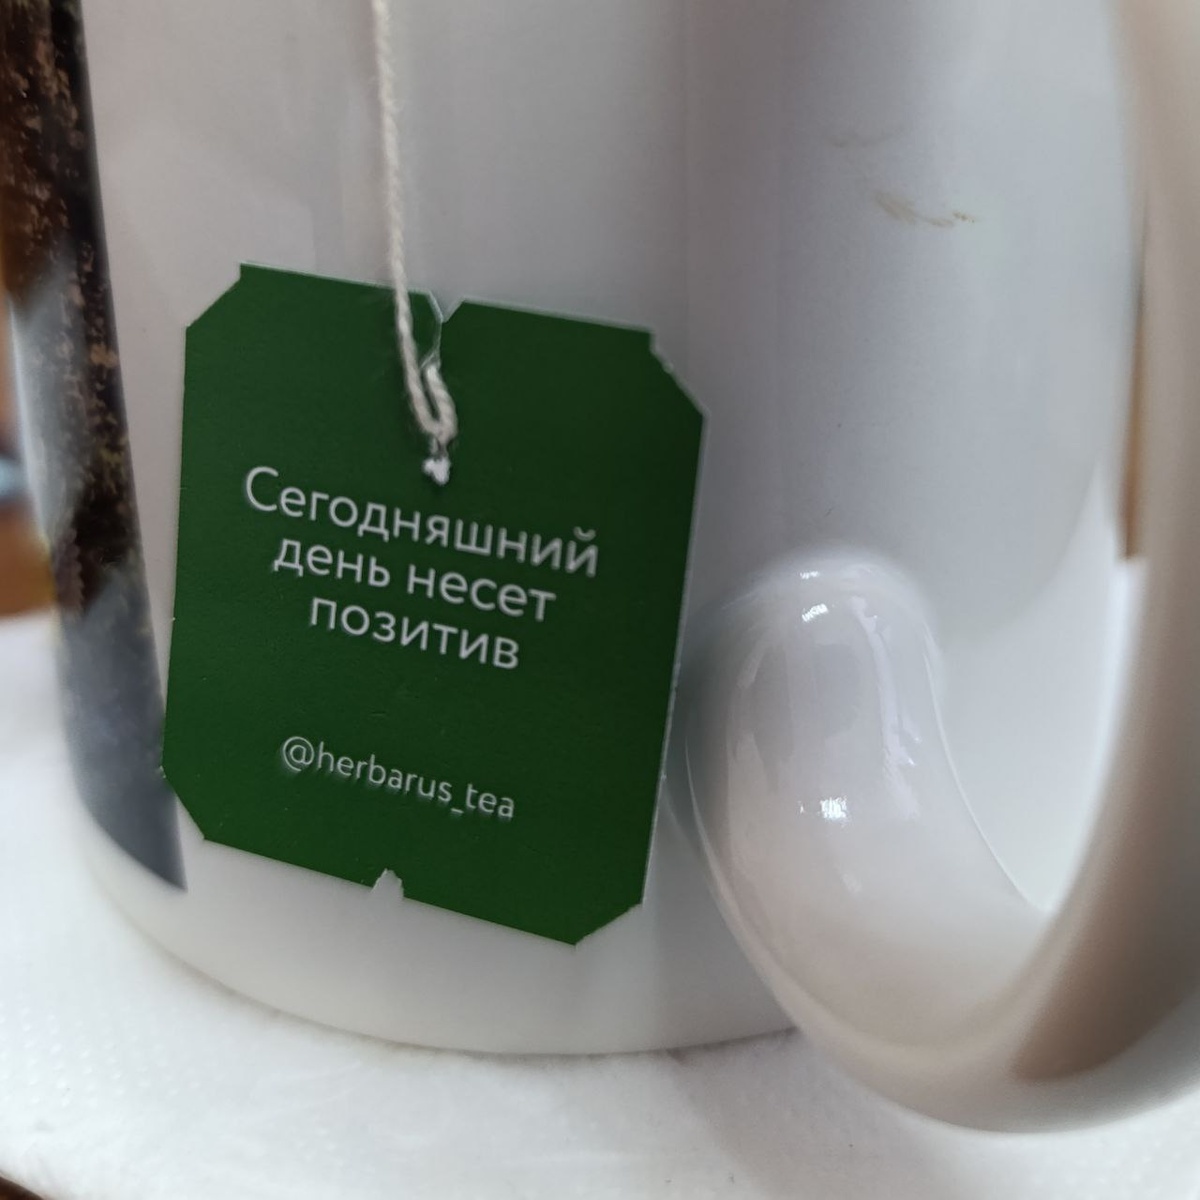 Сегодняшний
день несет
позитив
@herbarus_tea